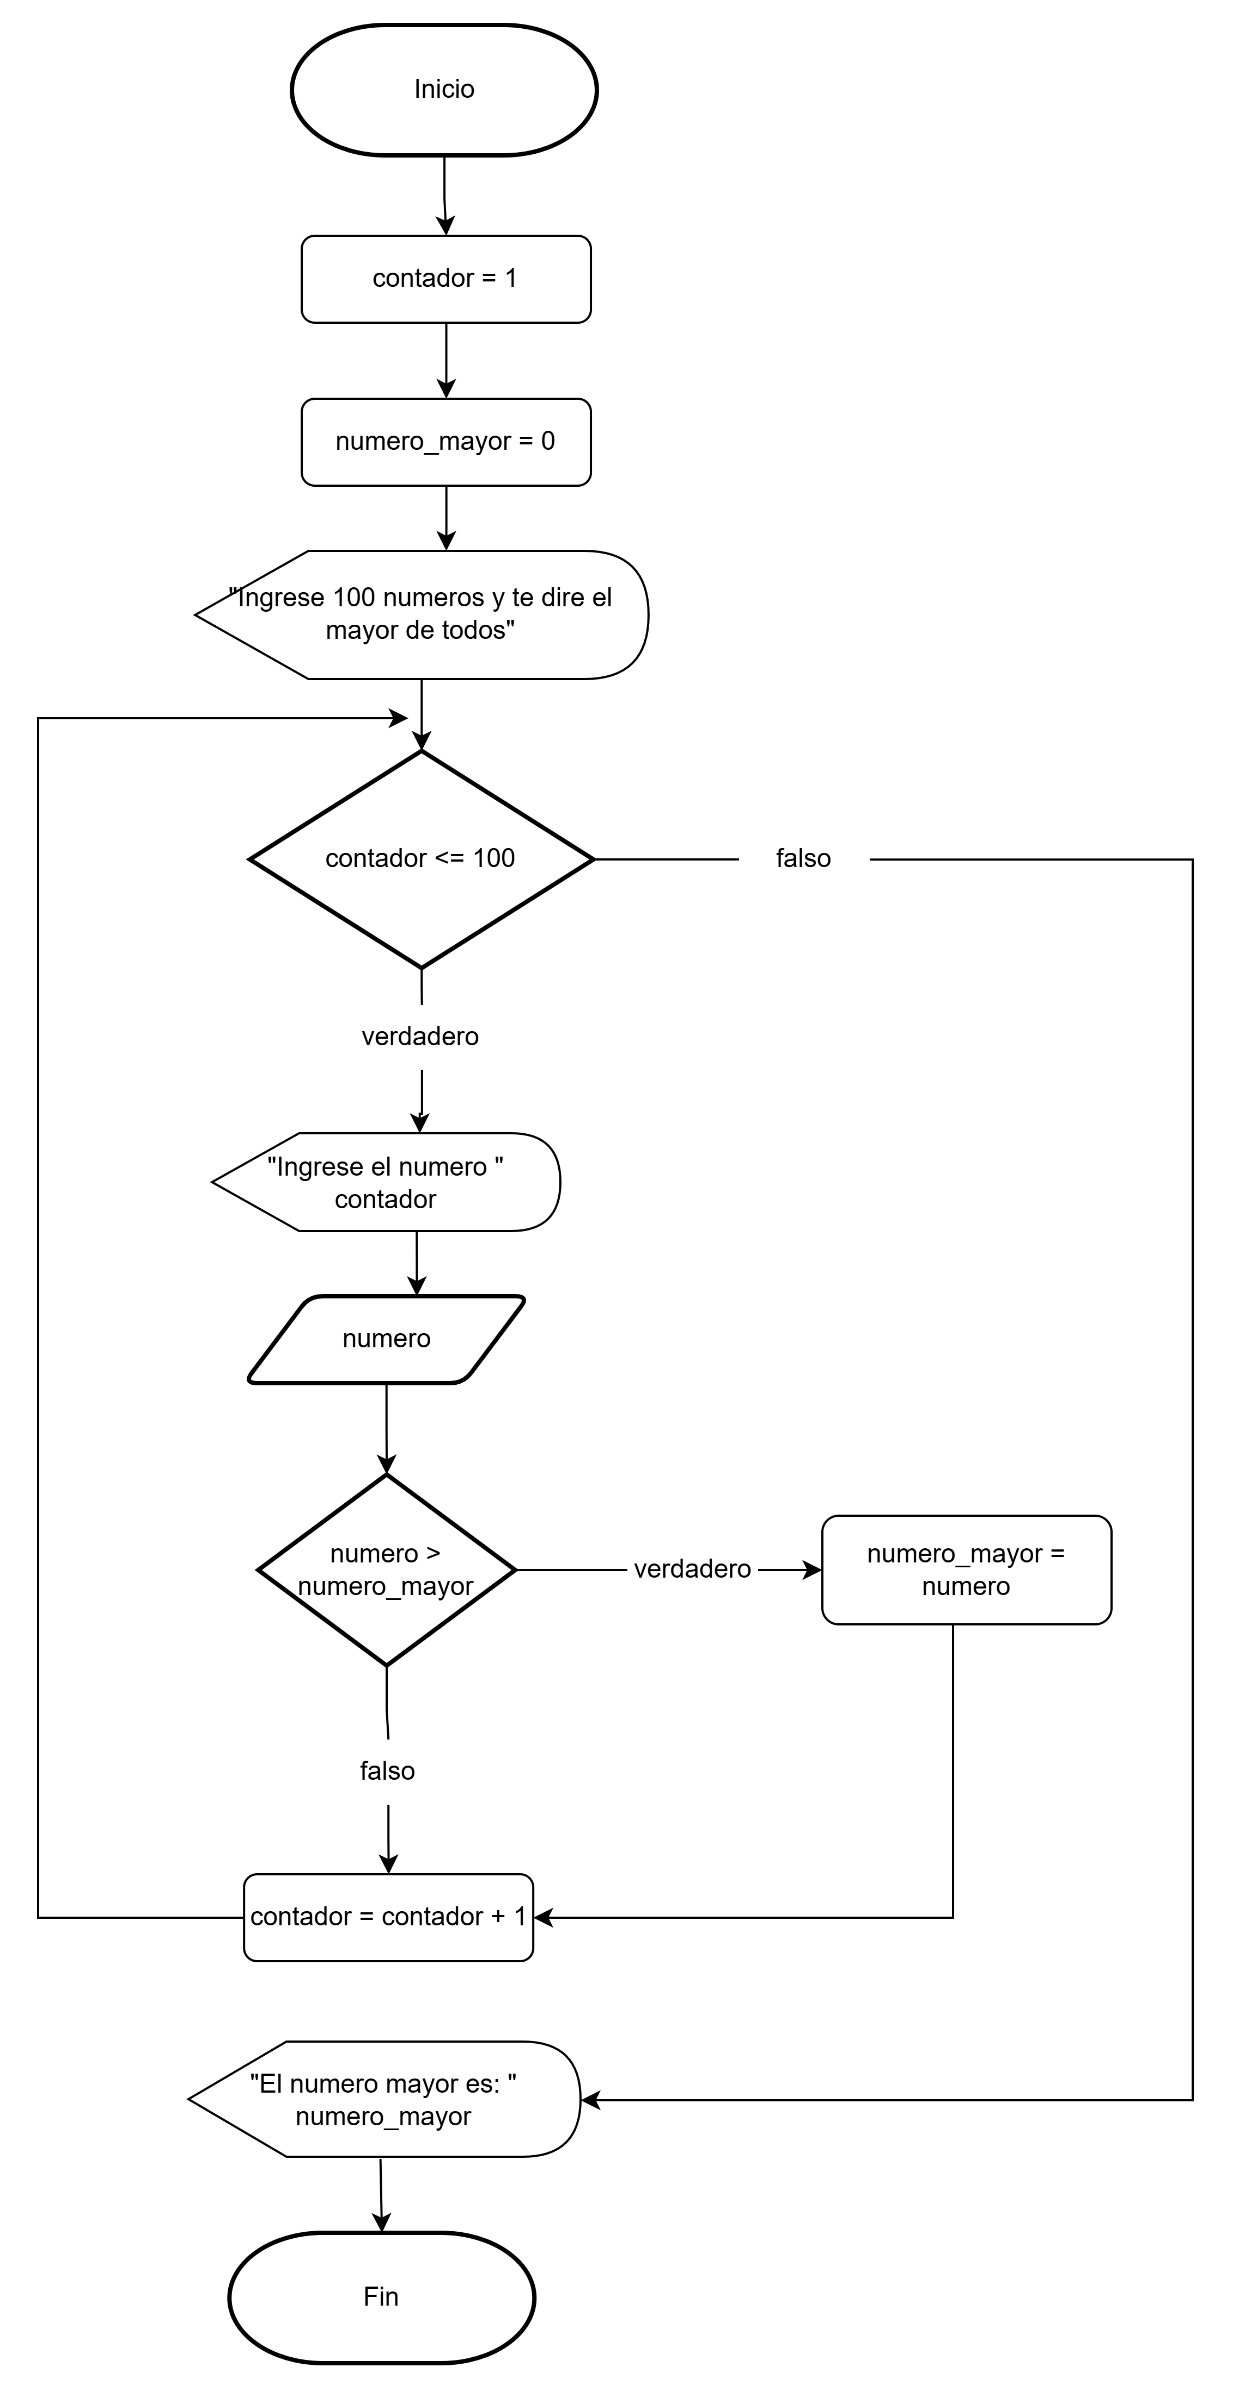 Inicio
contador = 1
numero_mayor = 0
"Ingrese 100 numeros y te dire el
mayor de todos"
contador <= 100
falso
verdadero
"Ingrese el numero "
contador
numero
numero >
numero_mayor
verdadero
numero_mayor =
numero
falso
contador = contador + 1
"El numero mayor es: "
numero_mayor
Fin